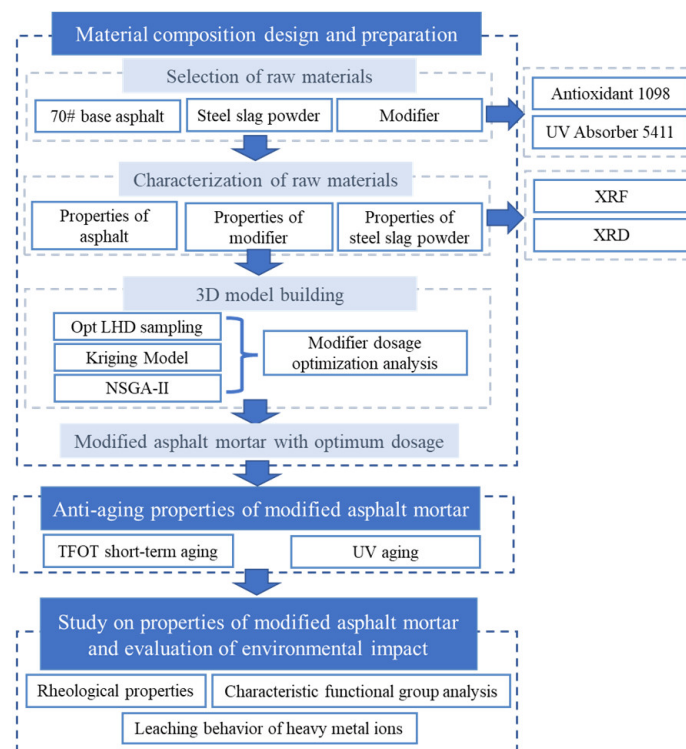 Material composition design and preparation
Selection of raw materials
70# base asphalt
Steel slag powder
Modifier
Antioxidant 1098
UV Absorber 5411
Characterization of raw materials
Properties of
asphalt
Properties of
modifier
Properties of
steel slag powder
XRF
XRD
3D model building
Opt LHD sampling
Kriging Model
NSGA-II
Modifier dosage
optimization analysis
Modified asphalt mortar with optimum dosage
Anti-aging properties of modified asphalt mortar
TFOT short-term aging
UV aging
Study on properties of modified asphalt mortar
and evaluation of environmental impact
Rheological properties
Characteristic functional group analysis
Leaching behavior of heavy metal ions